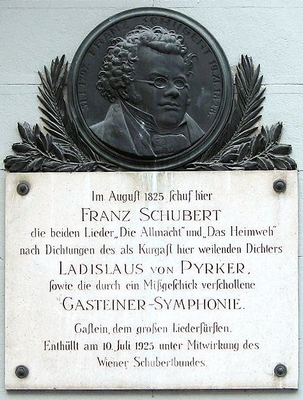 FRANZ SCHUBERT
Im August 1825 schuf hier
FRANZ SCHUBERT
die beiden Lieder „Die Allmacht" und „Das Heimweh"
nach Dichtungen des als Kurgast hier weilenden Dichters
LADISLAUS VON PYRKER,
sowie die durch ein Mißgeschick verschollene
GASTEINER-SYMPHONIE.
Gastein, dem großen Liederfürsten.
Enthüllt am 10. Juli 1925 unter Mitwirkung des
Wiener Schubertbundes.